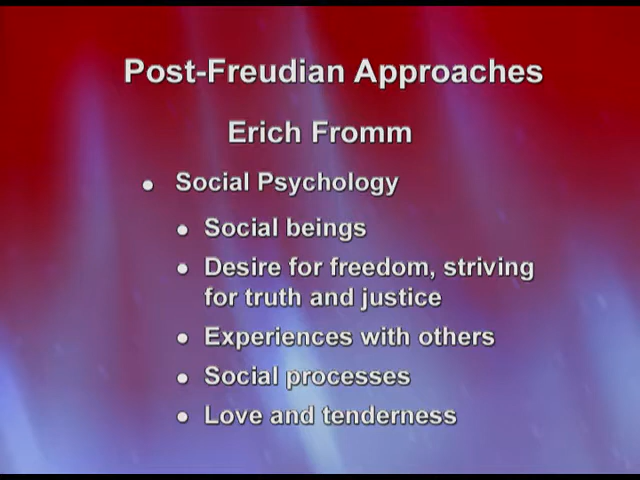 Post-Freudian Approaches
Erich Fromm
• Social Psychology
• Social beings
• Desire for freedom, striving
for truth and justice
• Experiences with others
• Social processes
• Love and tenderness